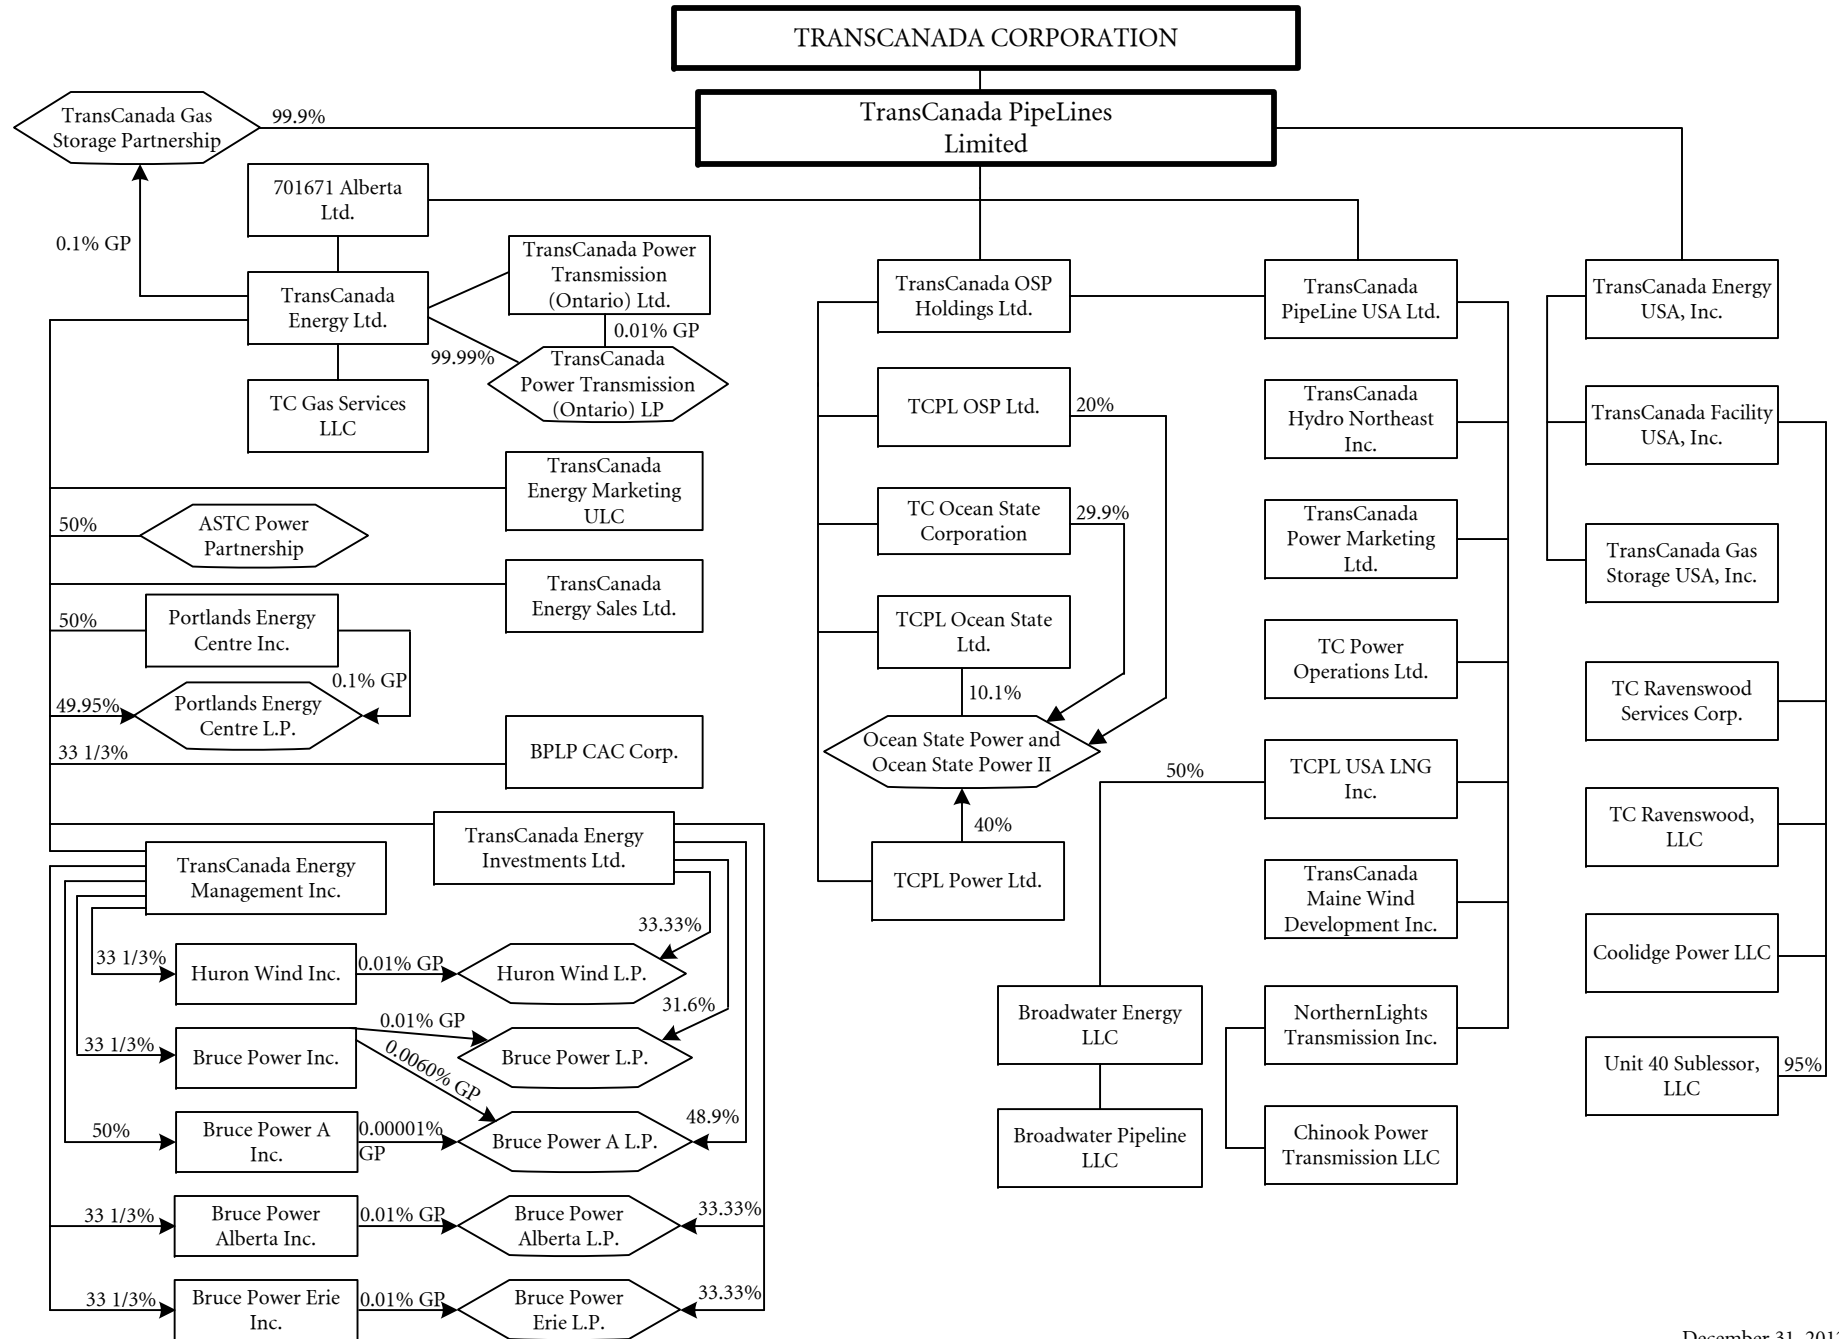 TRANSCANADA CORPORATION
TransCanada PipeLines
Limited
TransCanada Gas
Storage Partnership
99.9%
701671 Alberta
Ltd.
0.1% GP
TransCanada Power
Transmission
(Ontario) Ltd.
TransCanada
Energy Ltd.
0.01% GP
99.99%
TransCanada
Power Transmission
(Ontario) LP
TC Gas Services
LLC
TransCanada
Energy Marketing
ULC
50%
ASTC Power
Partnership
TransCanada
Energy Sales Ltd.
50%
Portlands Energy
Centre Inc.
0.1% GP
49.95%
Portlands Energy
Centre L.P.
33 1/3%
BPLP CAC Corp.
TransCanada Energy
Investments Ltd.
TransCanada Energy
Management Inc.
33.33%
33 1/3%
Huron Wind Inc.
0.01% GP
Huron Wind L.P.
31.6%
33 1/3%
Bruce Power Inc.
0.01% GP
0.0060% GP
Bruce Power L.P.
48.9%
50%
Bruce Power A
Inc.
0.00001%
GP
Bruce Power A L.P.
33 1/3%
Bruce Power
Alberta Inc.
0.01% GP
Bruce Power
Alberta L.P.
33.33%
33 1/3%
Bruce Power Erie
Inc.
0.01% GP
Bruce Power
Erie L.P.
33.33%
TransCanada OSP
Holdings Ltd.
TCPL OSP Ltd.
20%
TC Ocean State
Corporation
29.9%
TCPL Ocean State
Ltd.
10.1%
Ocean State Power and
Ocean State Power II
40%
TCPL Power Ltd.
TransCanada
PipeLine USA Ltd.
TransCanada
Hydro Northeast
Inc.
TransCanada
Power Marketing
Ltd.
TC Power
Operations Ltd.
50%
TCPL USA LNG
Inc.
TransCanada
Maine Wind
Development Inc.
Broadwater Energy
LLC
Broadwater Pipeline
LLC
NorthernLights
Transmission Inc.
Chinook Power
Transmission LLC
TransCanada Energy
USA, Inc.
TransCanada Facility
USA, Inc.
TransCanada Gas
Storage USA, Inc.
TC Ravenswood
Services Corp.
TC Ravenswood,
LLC
Coolidge Power LLC
Unit 40 Sublessor,
LLC
95%
December 31,